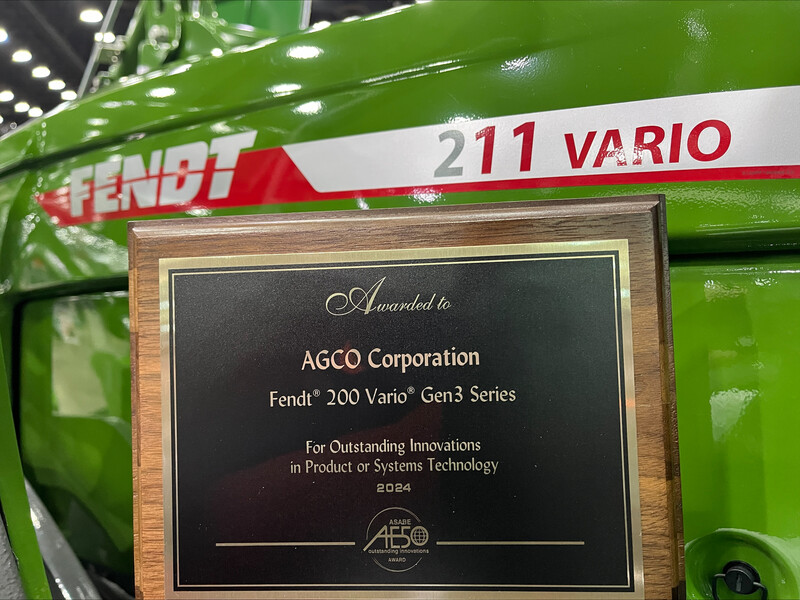 FENDT
211 VARIO
Awarded to
AGCO Corporation
Fendt® 200 Vario® Gen3 Series
For Outstanding Innovations
in Product or Systems Technology
2024
ASABE
AE50
outstanding innovations
AWARD